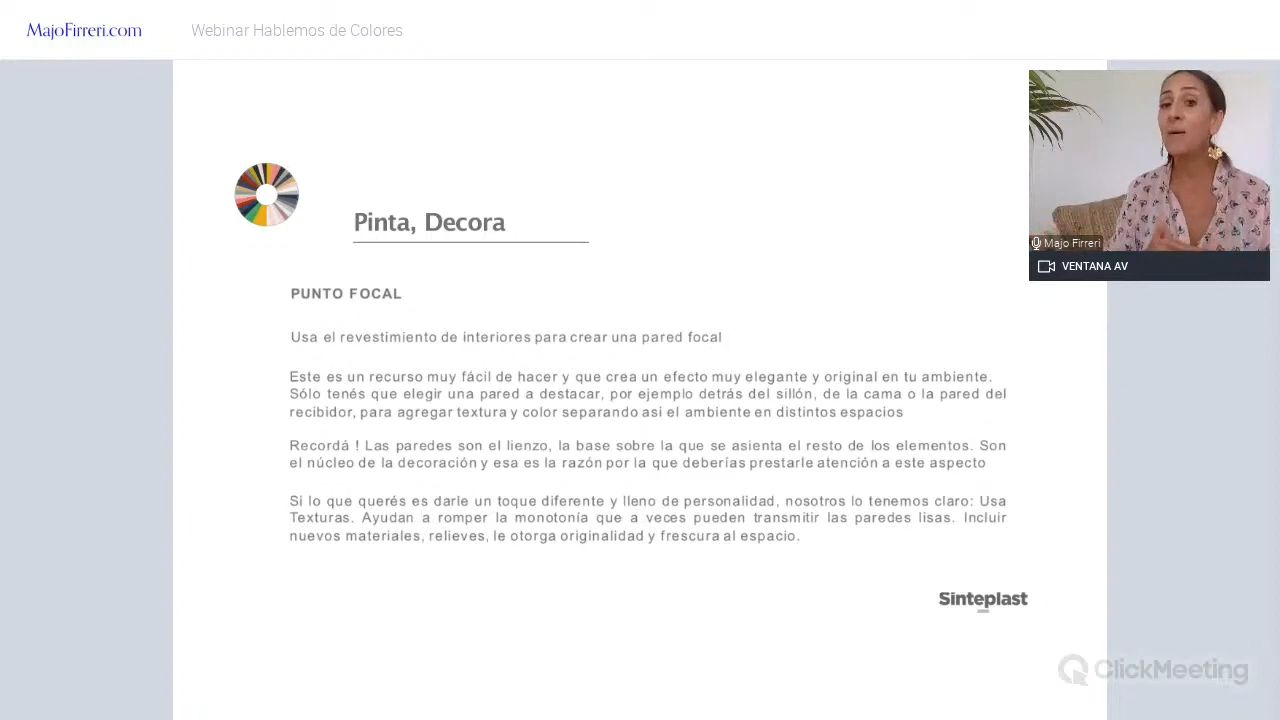 MajoFirreri.com
Webinar Hablemos de Colores
Majo Firreri
VENTANA AV
Pinta, Decora
PUNTO FOCAL
Usa el revestimiento de interiores para crear una pared focal
Este es un recurso muy fácil de hacer y que crea un efecto muy elegante y original en tu ambiente.
Sólo tenés que elegir una pared a destacar, por ejemplo detrás del sillón, de la cama o la pared del
recibidor, para agregar textura y color separando asi el ambiente en distintos espacios
Recordá ! Las paredes son el lienzo, la base sobre la que se asienta el resto de los elementos. Son
el núcleo de la decoración y esa es la razón por la que deberías prestarle atención a este aspecto
Si lo que querés es darle un toque diferente y lleno de personalidad, nosotros lo tenemos claro: Usa
Texturas. Ayudan a romper la monotonía que a veces pueden transmitir las paredes lisas. Incluir
nuevos materiales, relieves, le otorga originalidad y frescura al espacio.
Sinteplast
ClickMeeting